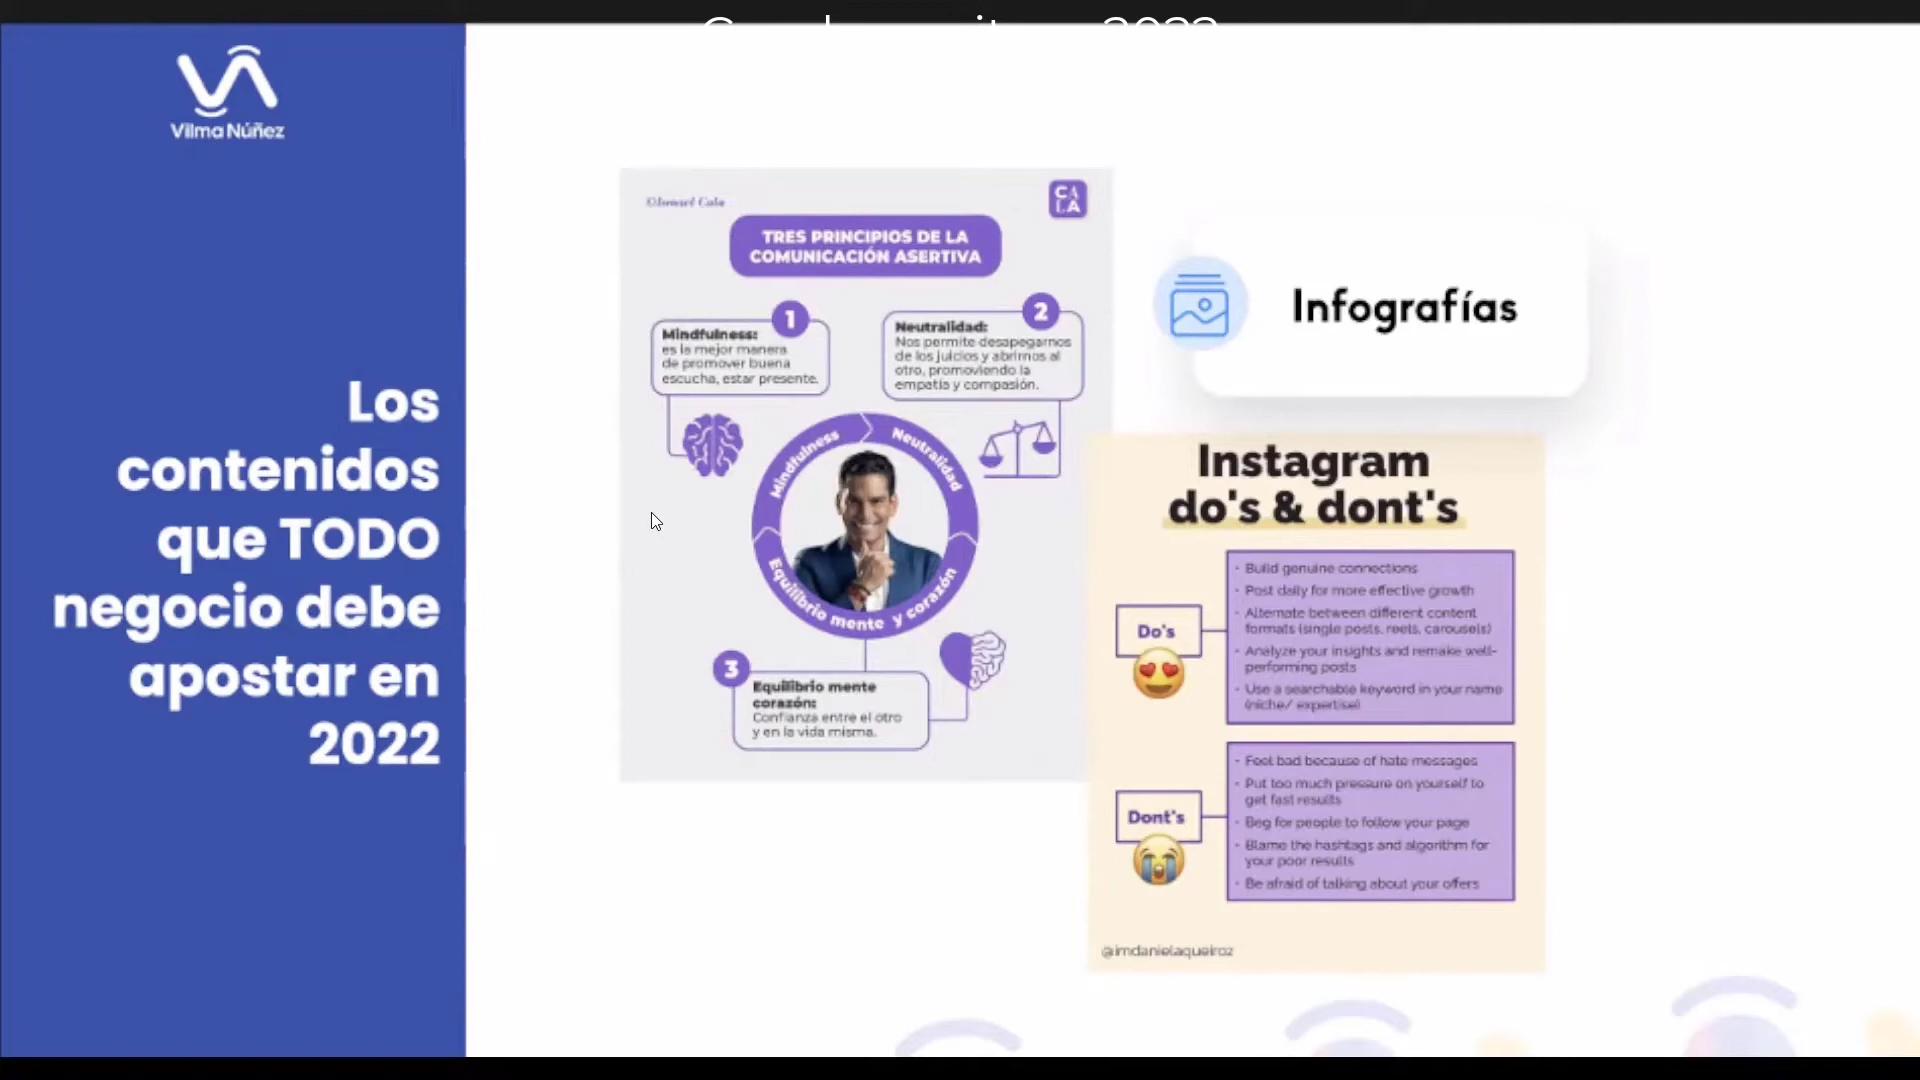 Vilma Núñez
Los
contenidos
que TODO
negocio debe
apostar en
2022
©Ismael Cala
CA
LA
TRES PRINCIPIOS DE LA
COMUNICACIÓN ASERTIVA
1
Mindfulness:
es la mejor manera
de promover buena
escucha, estar presente.
2
Neutralidad:
Nos permite desapegarnos
de los juicios y abrirnos al
otro, promoviendo la
empatía y compasión.
Mindfulness
Neutralidad
Equilibrio mente y corazón
3
Equilibrio mente
corazón:
Confianza entre el otro
y en la vida misma.
Infografías
Instagram
do's & dont's
Do's
· Build genuine connections
· Post daily for more effective growth
· Alternate between different content
formats (single posts, reels, carousels)
· Analyze your insights and remake well-
performing posts
· Use a searchable keyword in your name
(niche/ expertise)
Dont's
· Feel bad because of hate messages
· Put too much pressure on yourself to
get fast results
· Beg for people to follow your page
· Blame the hashtags and algorithm for
your poor results
· Be afraid of talking about your offers
@imdanielaqueiroz